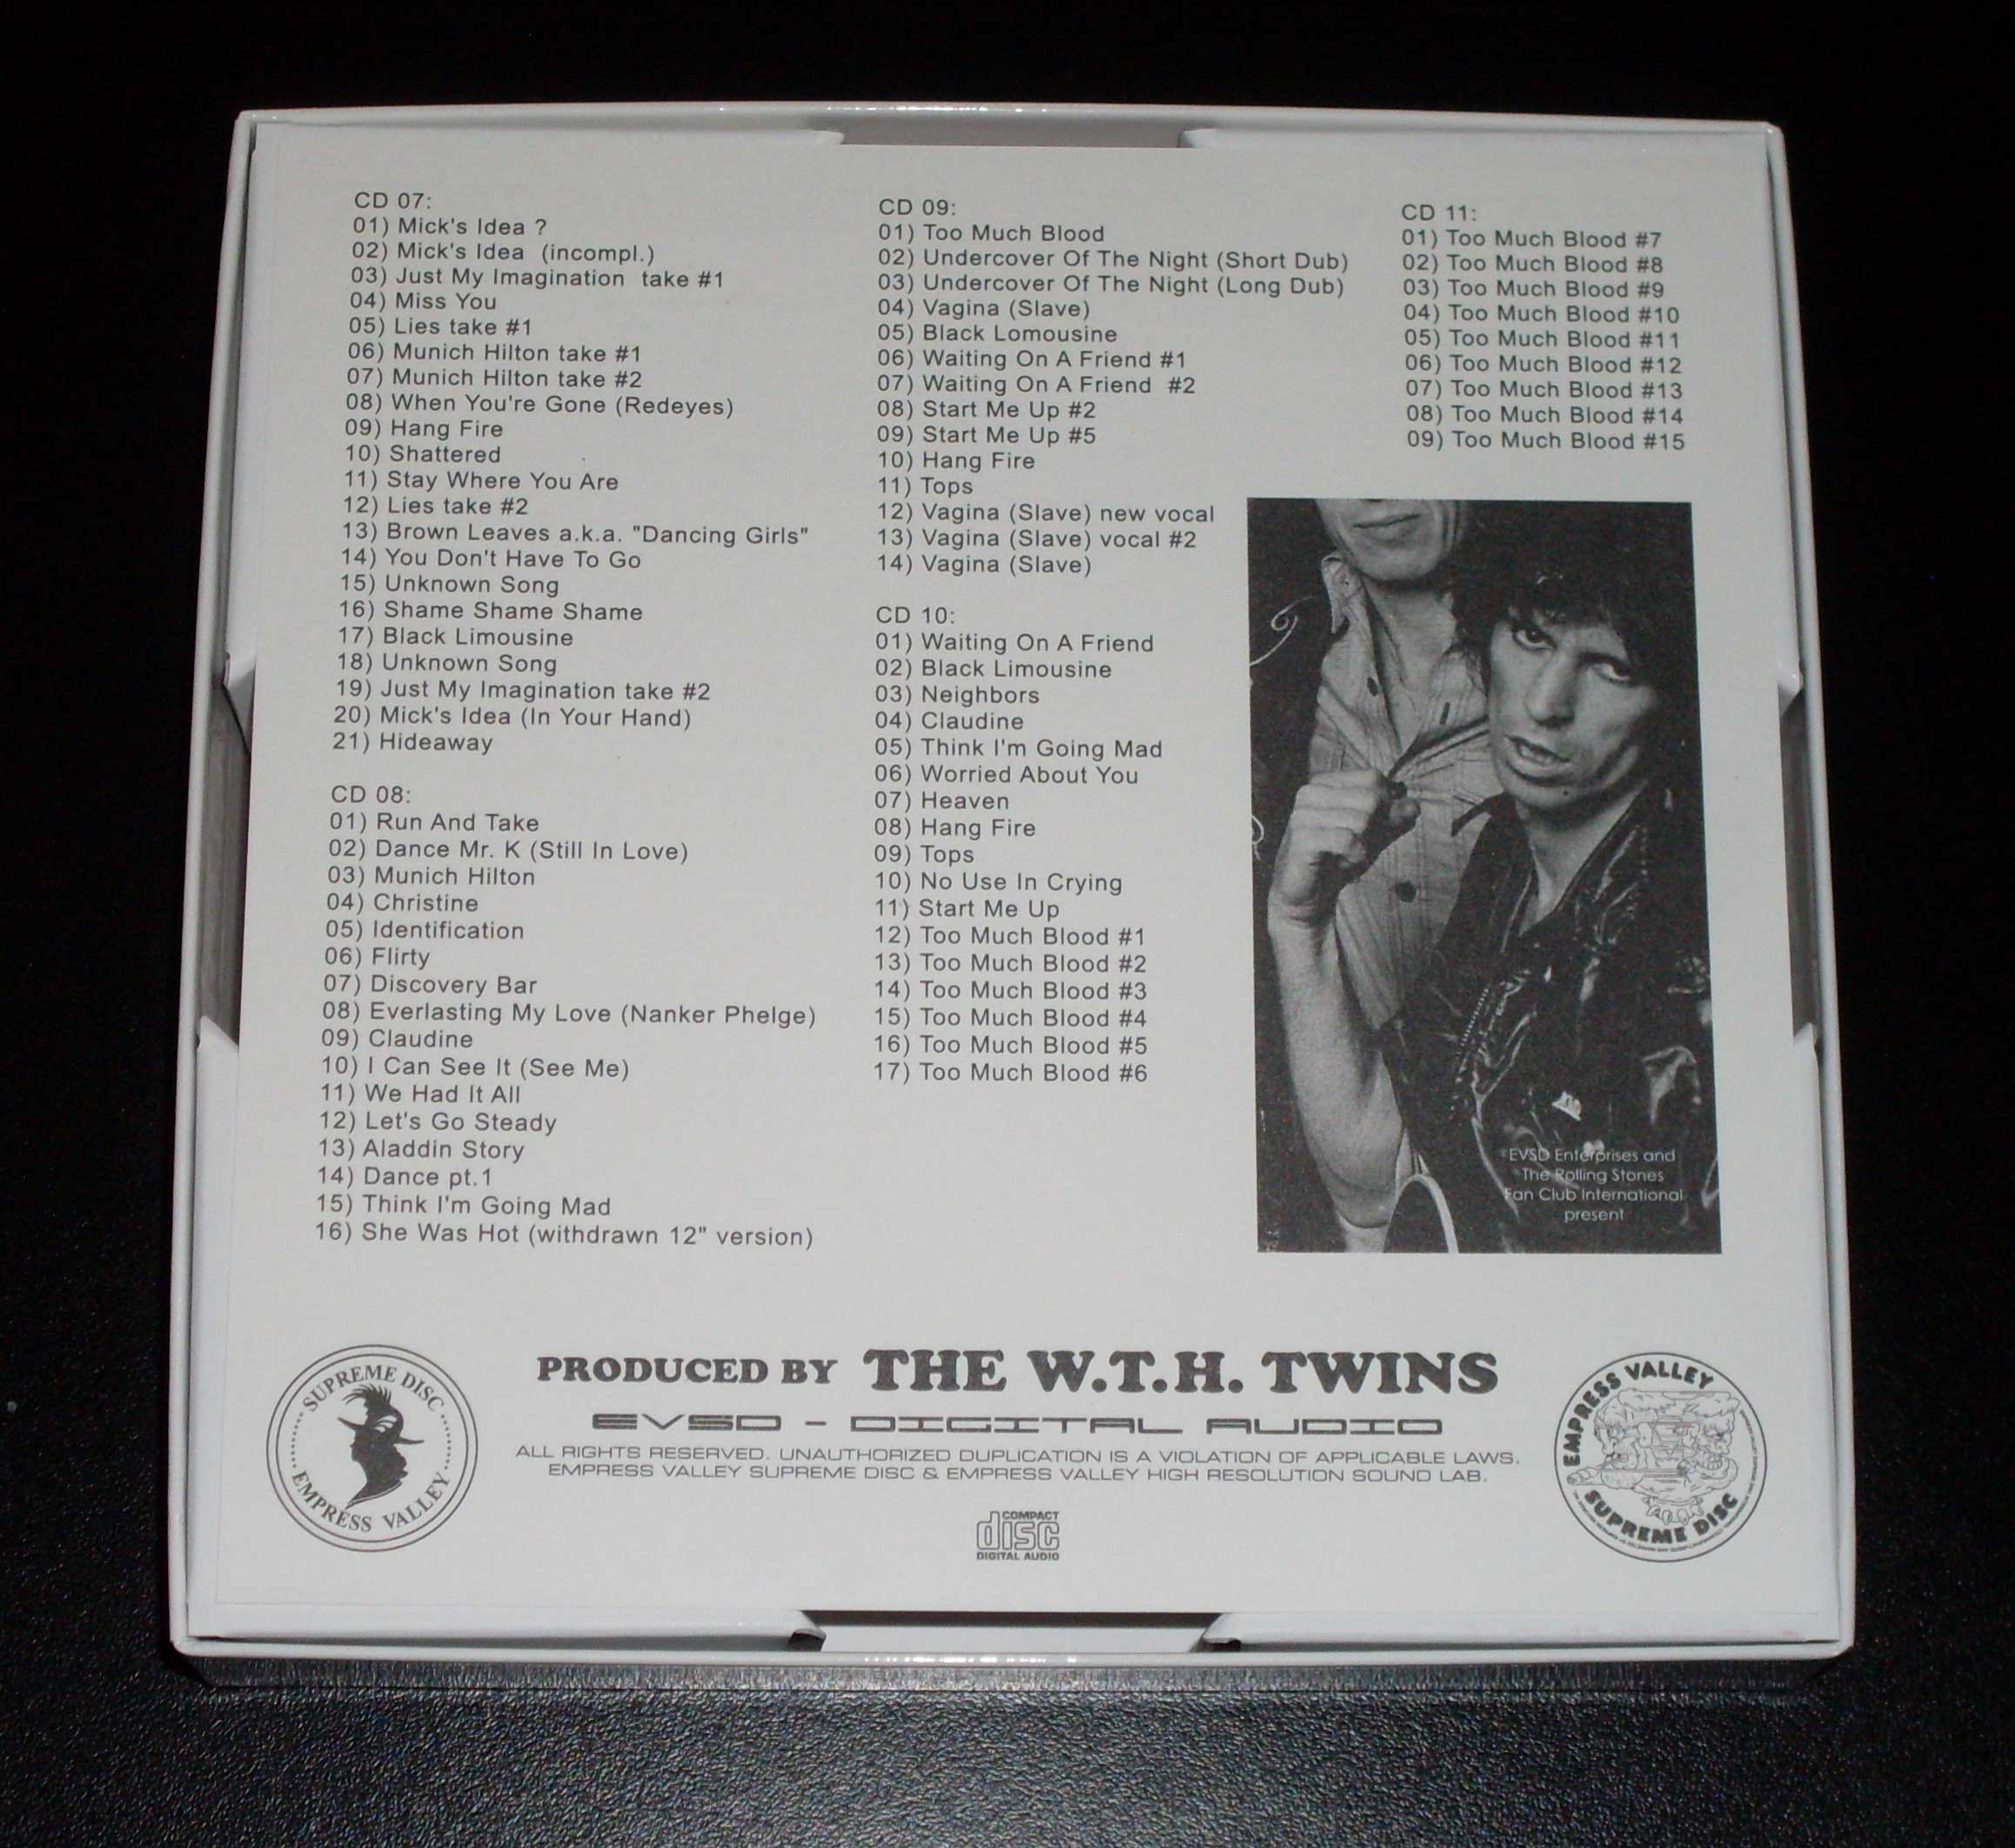 CD 07:
01) Mick's Idea ?
02) Mick's Idea (incompl.)
03) Just My Imagination take #1
04) Miss You
05) Lies take #1
06) Munich Hilton take #1
07) Munich Hilton take #2
08) When You're Gone (Redeyes)
09) Hang Fire
10) Shattered
11) Stay Where You Are
12) Lies take #2
13) Brown Leaves a.k.a. "Dancing Girls"
14) You Don't Have To Go
15) Unknown Song
16) Shame Shame Shame
17) Black Limousine
18) Unknown Song
19) Just My Imagination take #2
20) Mick's Idea (In Your Hand)
21) Hideaway
CD 08:
01) Run And Take
02) Dance Mr. K (Still In Love)
03) Munich Hilton
04) Christine
05) Identification
06) Flirty
07) Discovery Bar
08) Everlasting My Love (Nanker Phelge)
09) Claudine
10) I Can See It (See Me)
11) We Had It All
12) Let's Go Steady
13) Aladdin Story
14) Dance pt.1
15) Think I'm Going Mad
16) She Was Hot (withdrawn 12" version)
CD 09:
01) Too Much Blood
02) Undercover Of The Night (Short Dub)
03) Undercover Of The Night (Long Dub)
04) Vagina (Slave)
05) Black Lomousine
06) Waiting On A Friend #1
07) Waiting On A Friend #2
08) Start Me Up #2
09) Start Me Up #5
10) Hang Fire
11) Tops
12) Vagina (Slave) new vocal
13) Vagina (Slave) vocal #2
14) Vagina (Slave)
CD 10:
01) Waiting On A Friend
02) Black Limousine
03) Neighbors
04) Claudine
05) Think I'm Going Mad
06) Worried About You
07) Heaven
08) Hang Fire
09) Tops
10) No Use In Crying
11) Start Me Up
12) Too Much Blood #1
13) Too Much Blood #2
14) Too Much Blood #3
15) Too Much Blood #4
16) Too Much Blood #5
17) Too Much Blood #6
CD 11:
01) Too Much Blood #7
02) Too Much Blood #8
03) Too Much Blood #9
04) Too Much Blood #10
05) Too Much Blood #11
06) Too Much Blood #12
07) Too Much Blood #13
08) Too Much Blood #14
09) Too Much Blood #15
EVSD Enterprises and
The Rolling Stones
Fan Club International
present
SUPREME DISC
EMPRESS VALLEY
PRODUCED BY THE W.T.H. TWINS
EVSD - DIGITAL AUDIO
ALL RIGHTS RESERVED. UNAUTHORIZED DUPLICATION IS A VIOLATION OF APPLICABLE LAWS.
EMPRESS VALLEY SUPREME DISC & EMPRESS VALLEY HIGH RESOLUTION SOUND LAB.
COMPACT
disc
DIGITAL AUDIO
EMPRESS VALLEY
SUPREME DISC